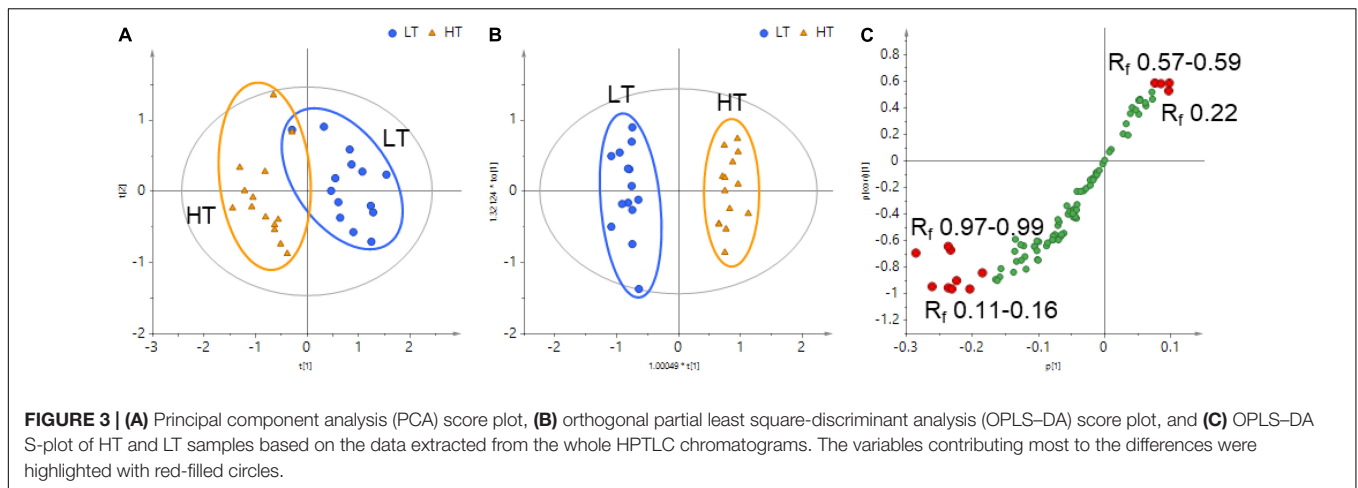 A
LT HT
1
0
-1
-2
-3 -2 -1 0 1 2
t[2]
t[1]
HT
LT
B
LT HT
1
0
-1
-2
-2 -1 0 1 2
1.32124 * to[1]
1.00049 * t[1]
LT
HT
C
0.8
0.6
0.4
0.2
0
-0.2
-0.4
-0.6
-0.8
-1
-1.2
-0.3 -0.2 -0.1 0 0.1
p(corr)[1]
p[1]
Rf 0.57-0.59
Rf 0.22
Rf 0.97-0.99
Rf 0.11-0.16
FIGURE 3 | (A) Principal component analysis (PCA) score plot, (B) orthogonal partial least square-discriminant analysis (OPLS–DA) score plot, and (C) OPLS–DA
S-plot of HT and LT samples based on the data extracted from the whole HPTLC chromatograms. The variables contributing most to the differences were
highlighted with red-filled circles.